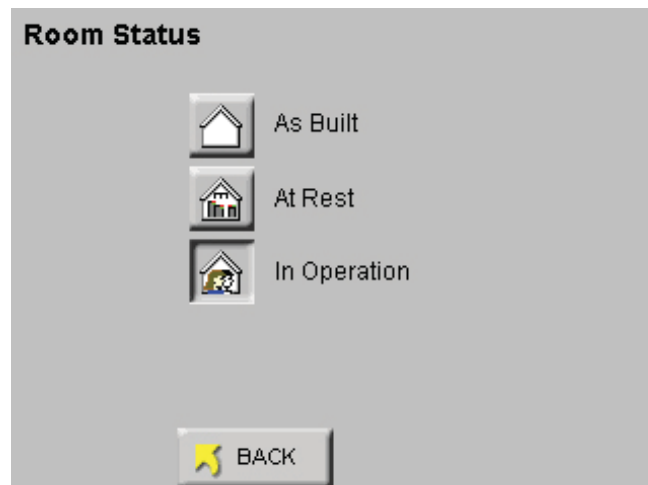 Room Status
As Built
At Rest
In Operation
BACK